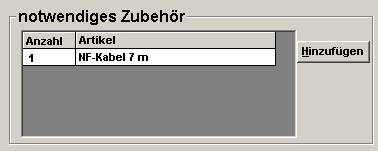 notwendiges Zubehör
Anzahl Artikel
1 NF-Kabel 7 m
Hinzufügen